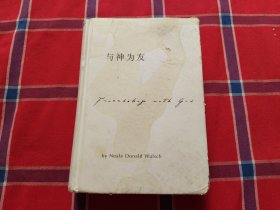 与神为友
Friendship with God
by Neale Donald Walsch